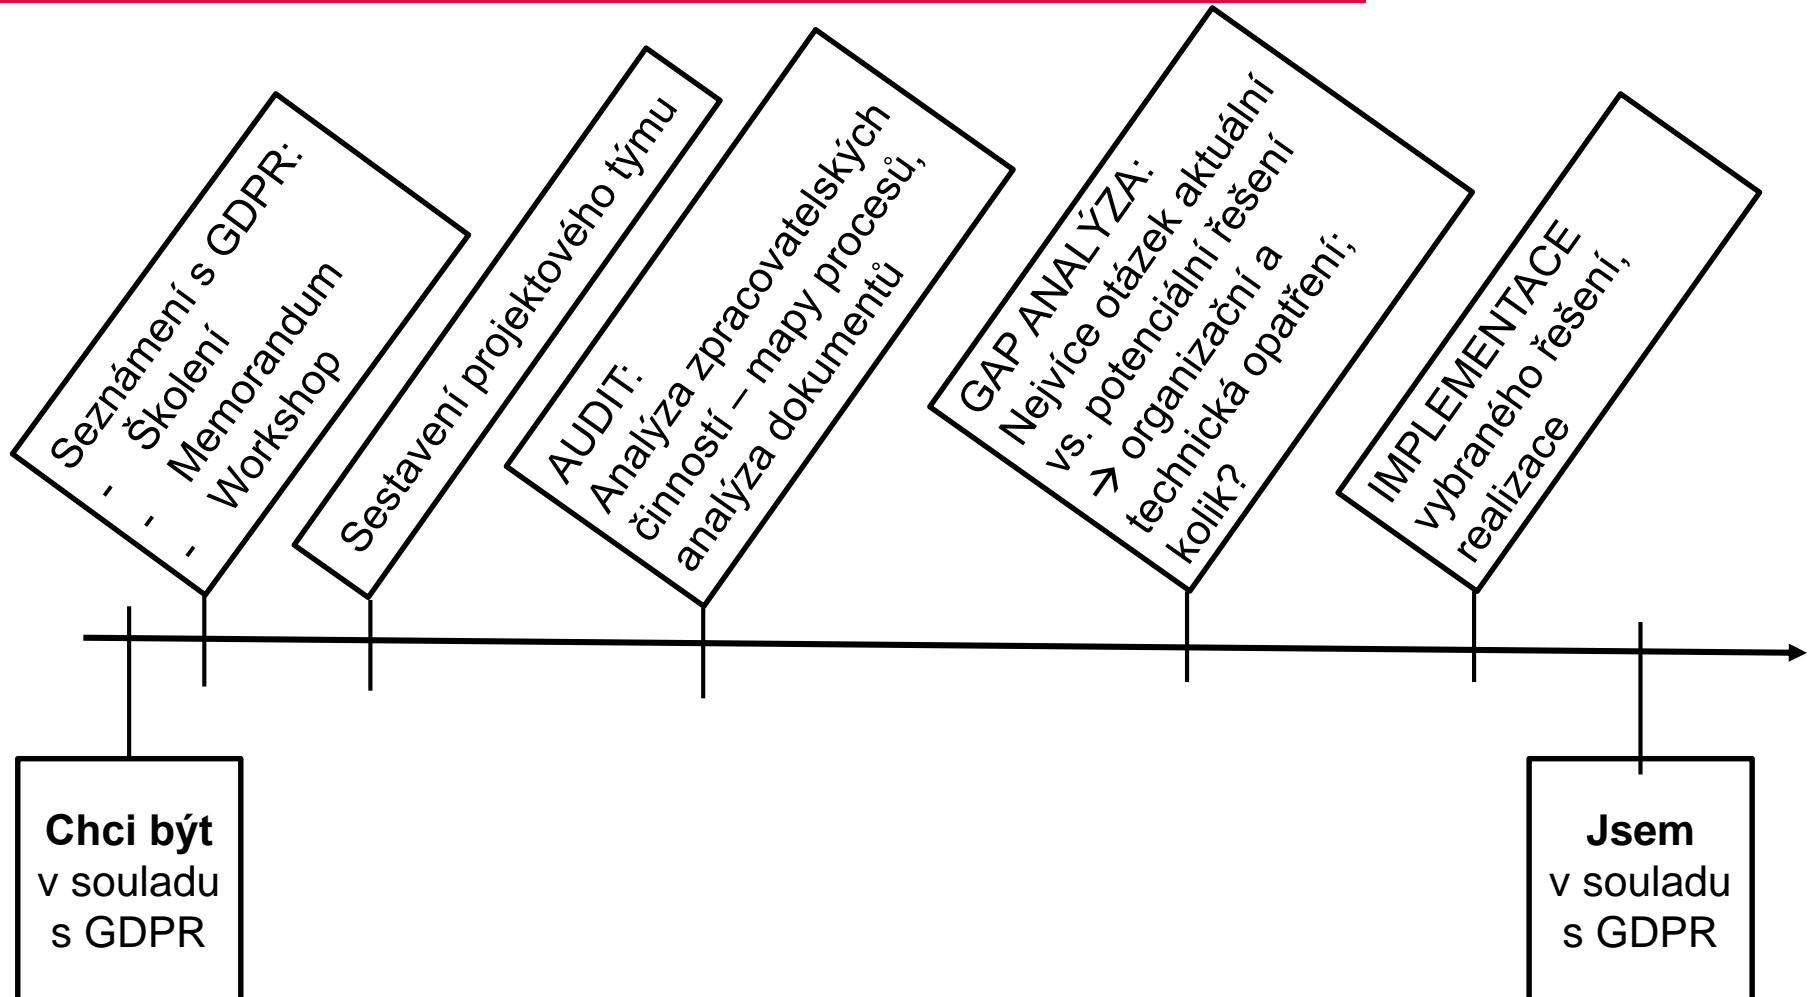 Seznámení s GDPR:
- Školení
- Memorandum
- Workshop
Sestavení projektového týmu
AUDIT:
Analýza zpracovatelských
činností – mapy procesů,
analýza dokumentů
GAP ANALÝZA:
Nejvíce otázek aktuální
vs. potenciální řešení
→ organizační a
technická opatření;
kolik?
IMPLEMENTACE
vybraného řešení,
realizace
Chci být
v souladu
s GDPR
Jsem
v souladu
s GDPR